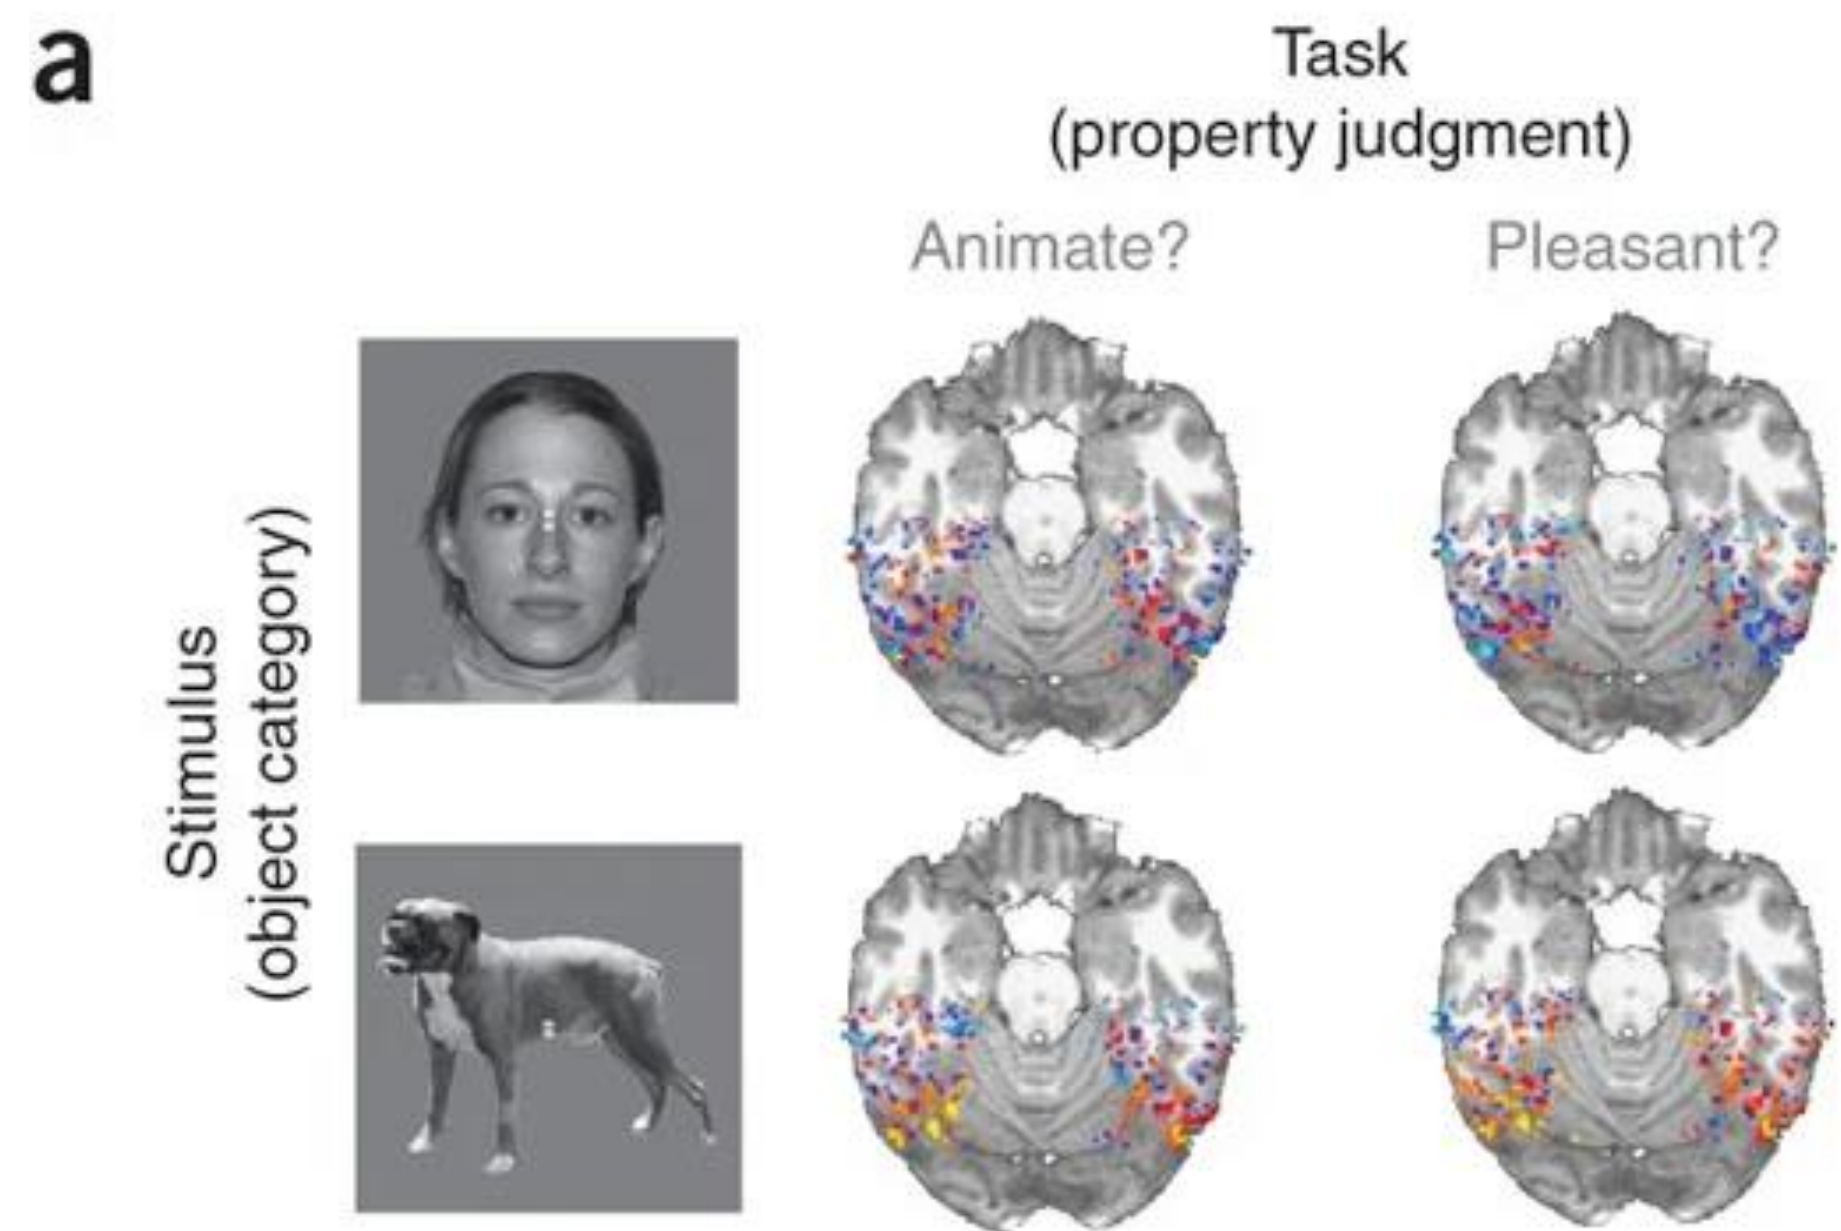 a
Task
(property judgment)
Animate?
Pleasant?
Stimulus
(object category)